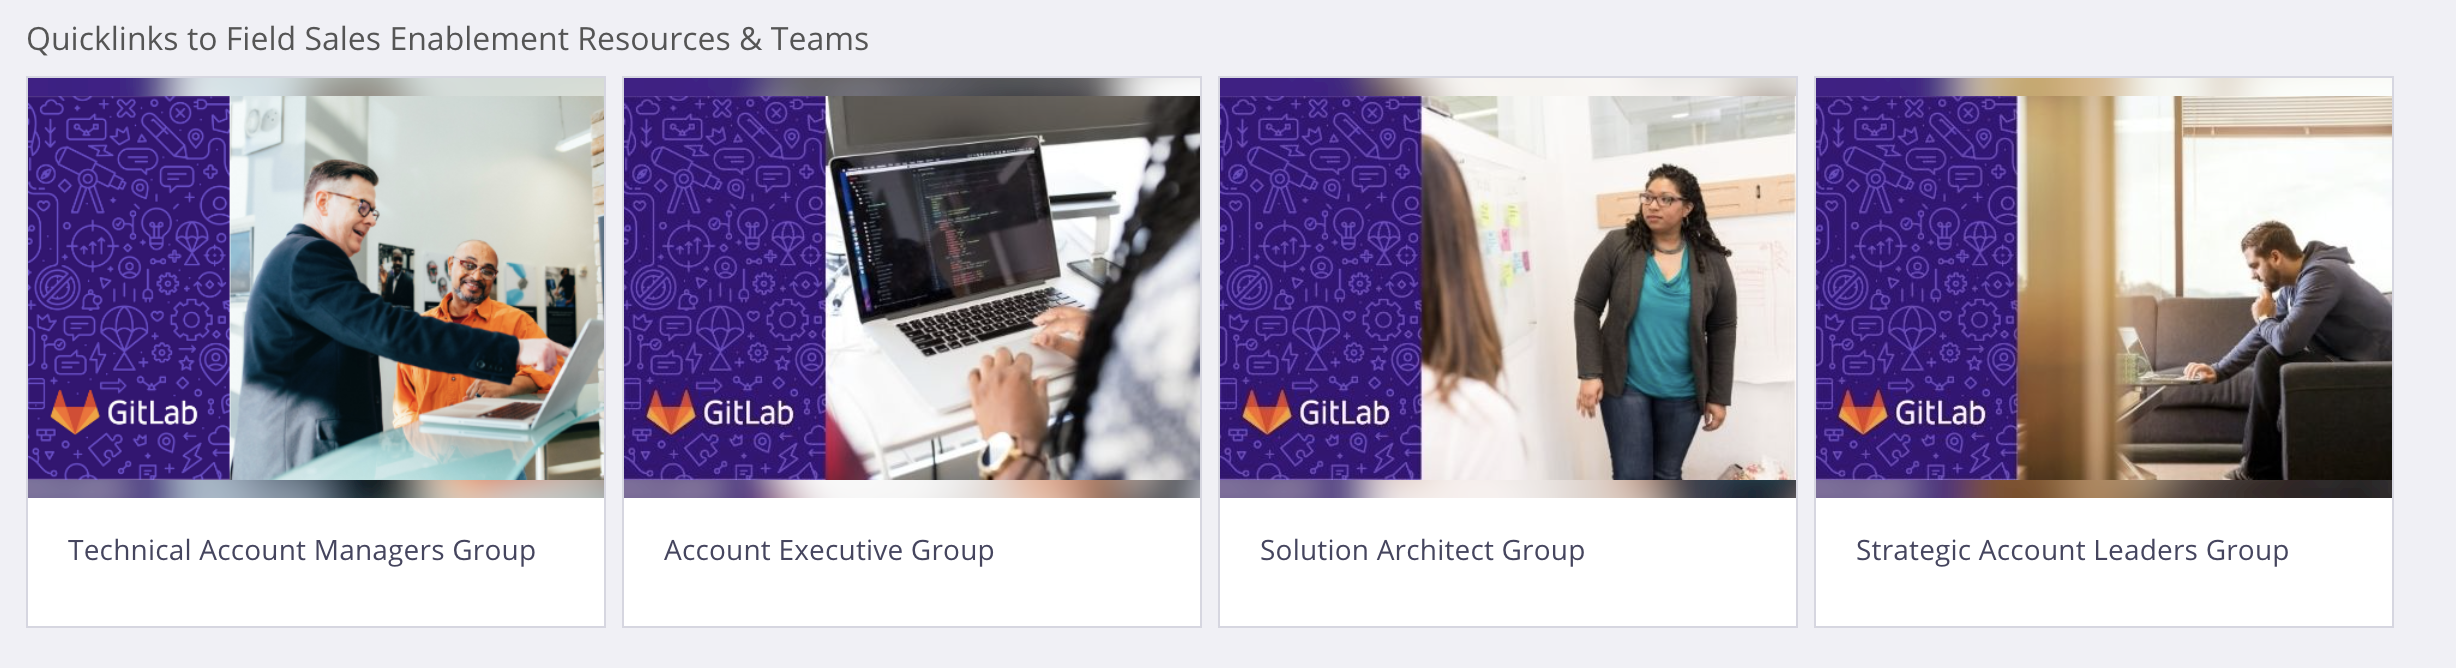 Quicklinks to Field Sales Enablement Resources & Teams
GitLab
GitLab
GitLab
GitLab
Technical Account Managers Group
Account Executive Group
Solution Architect Group
Strategic Account Leaders Group